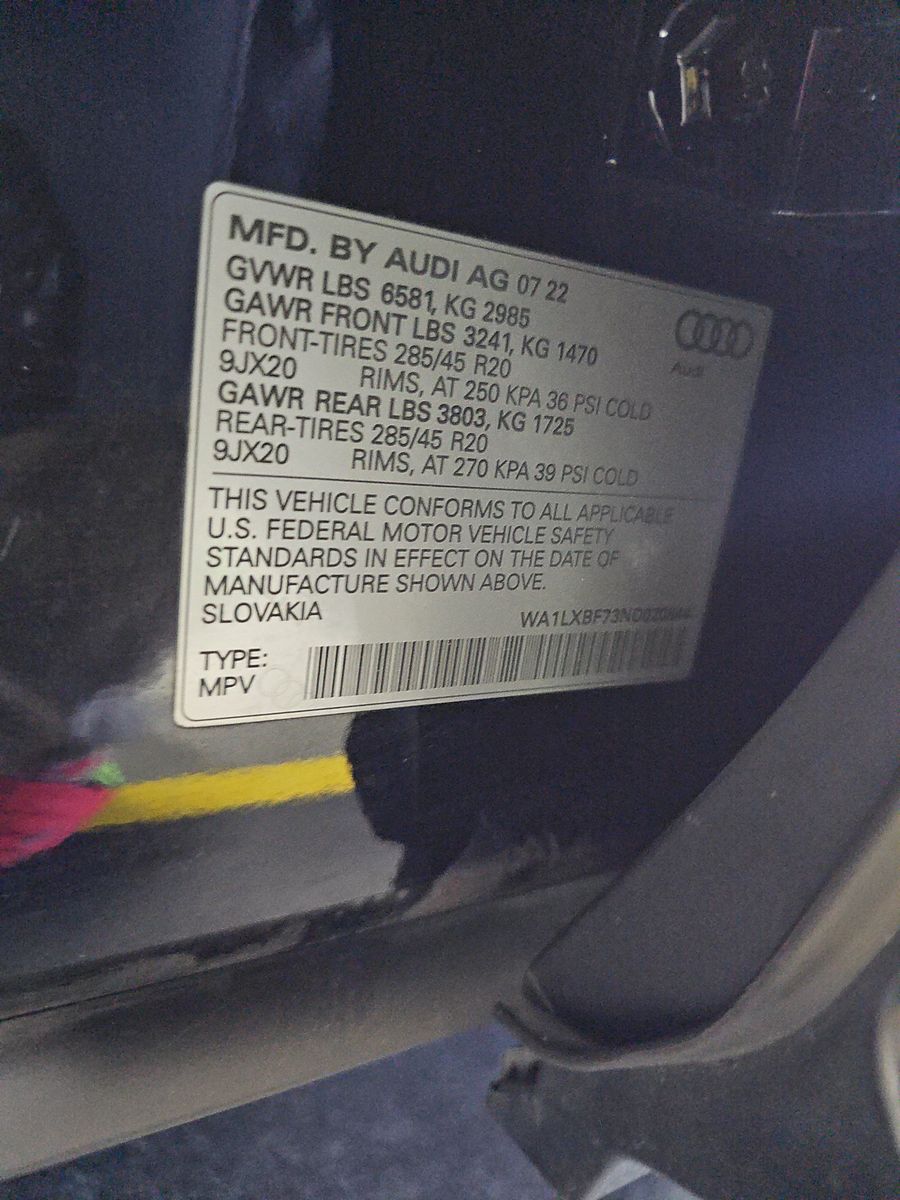 MFD. BY AUDI AG 07 22
GVWR LBS 6581, KG 2985
GAWR FRONT LBS 3241, KG 1470
FRONT-TIRES 285/45 R20
9JX20 RIMS, AT 250 KPA 36 PSI COLD
GAWR REAR LBS 3803, KG 1725
REAR-TIRES 285/45 R20
9JX20 RIMS, AT 270 KPA 39 PSI COLD
Audi
THIS VEHICLE CONFORMS TO ALL APPLICABLE
U.S. FEDERAL MOTOR VEHICLE SAFETY
STANDARDS IN EFFECT ON THE DATE OF
MANUFACTURE SHOWN ABOVE.
SLOVAKIA
TYPE:
MPV